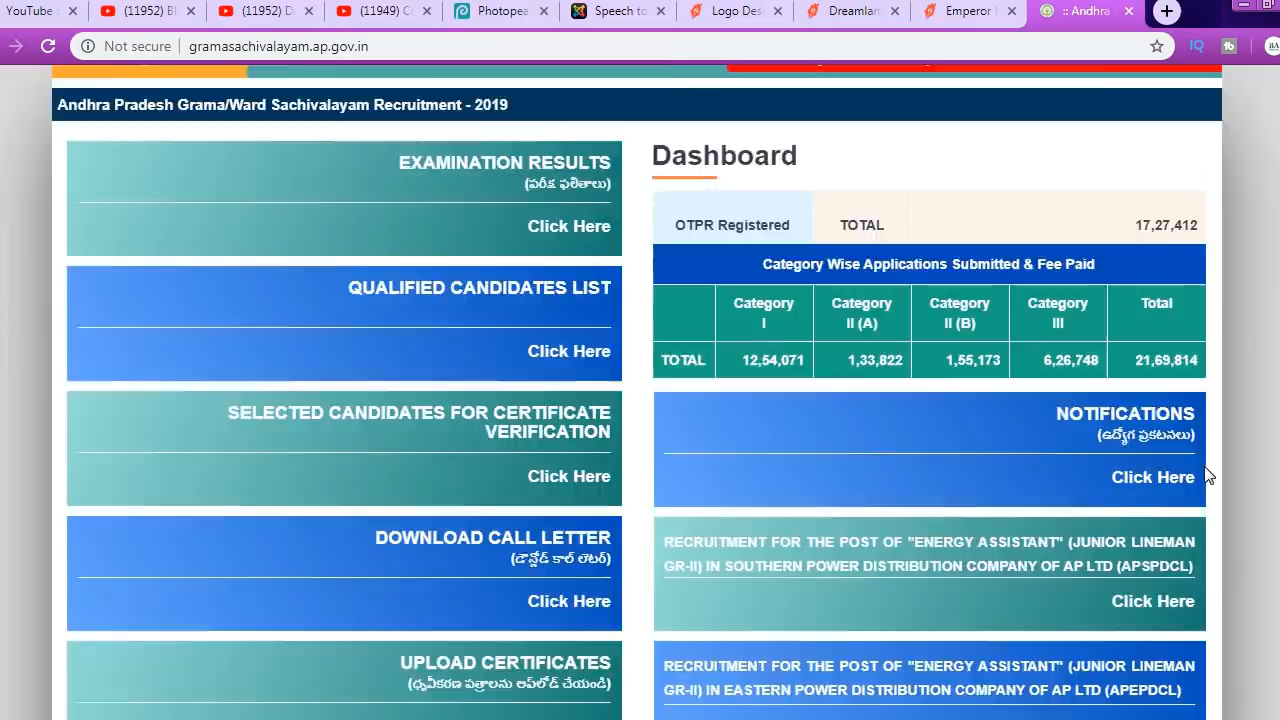 YouTube
(11952) B
(11952) D
(11949) C
Photopea
Speech to
Logo Des
Dreamlan
Emperor
:: Andhra
Not secure
gramasachivalayam.ap.gov.in
IQ
Andhra Pradesh Grama/Ward Sachivalayam Recruitment - 2019
EXAMINATION RESULTS
(పరీక్ష ఫలితాలు)
Click Here
QUALIFIED CANDIDATES LIST
Click Here
SELECTED CANDIDATES FOR CERTIFICATE
VERIFICATION
Click Here
DOWNLOAD CALL LETTER
(డౌన్లోడ్ కాల్ లెటర్)
Click Here
UPLOAD CERTIFICATES
(ధృవీకరణ పత్రాలను అప్‌లోడ్ చేయండి)
Dashboard
OTPR Registered TOTAL 17,27,412
Category Wise Applications Submitted & Fee Paid
Category Category Category Category Total
I II (A) II (B) III
TOTAL 12,54,071 1,33,822 1,55,173 6,26,748 21,69,814
NOTIFICATIONS
(ఉద్యోగ ప్రకటనలు)
Click Here
RECRUITMENT FOR THE POST OF "ENERGY ASSISTANT" (JUNIOR LINEMAN
GR-II) IN SOUTHERN POWER DISTRIBUTION COMPANY OF AP LTD (APSPDCL)
Click Here
RECRUITMENT FOR THE POST OF "ENERGY ASSISTANT" (JUNIOR LINEMAN
GR-II) IN EASTERN POWER DISTRIBUTION COMPANY OF AP LTD (APEPDCL)